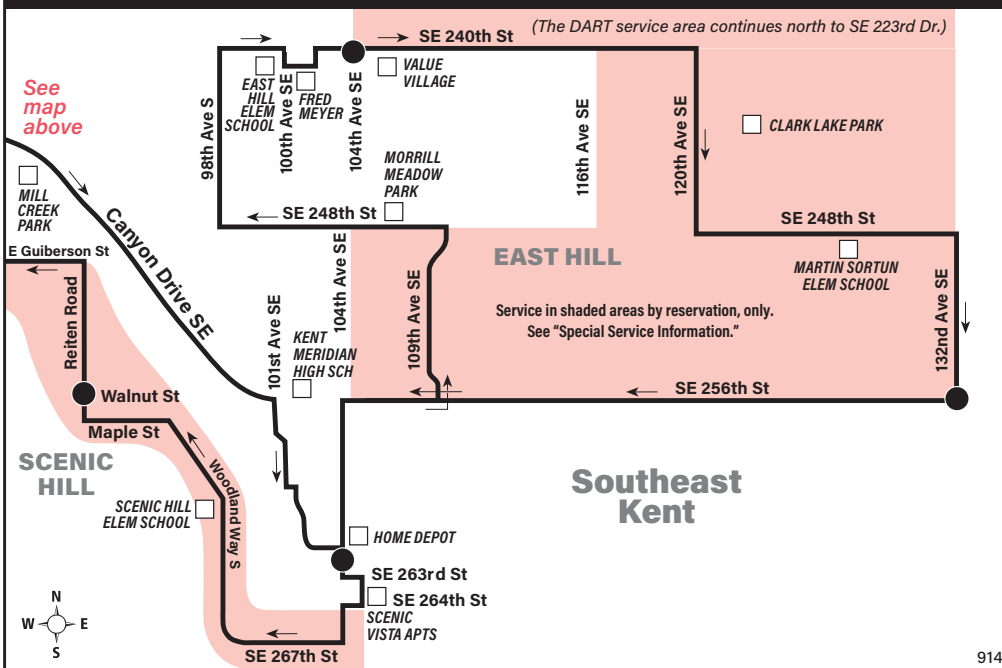 (The DART service area continues north to SE 223rd Dr.)
SE 240th St
See
map
above
98th Ave S
EAST
HILL
ELEM
SCHOOL
100th Ave SE
FRED
MEYER
104th Ave SE
VALUE
VILLAGE
116th Ave SE
120th Ave SE
CLARK LAKE PARK
MORRILL
MEADOW
PARK
MILL
CREEK
PARK
SE 248th St
SE 248th St
E Guiberson St
Canyon Drive SE
104th Ave SE
EAST HILL
MARTIN SORTUN
ELEM SCHOOL
Service in shaded areas by reservation, only.
See “Special Service Information.”
Reiten Road
101st Ave SE
KENT
MERIDIAN
HIGH SCH
109th Ave SE
132nd Ave SE
SE 256th St
Walnut St
Maple St
SCENIC
HILL
Woodland Way S
SCENIC HILL
ELEM SCHOOL
Southeast
Kent
HOME DEPOT
SE 263rd St
SE 264th St
SCENIC
VISTA APTS
N
W E
S
SE 267th St
914